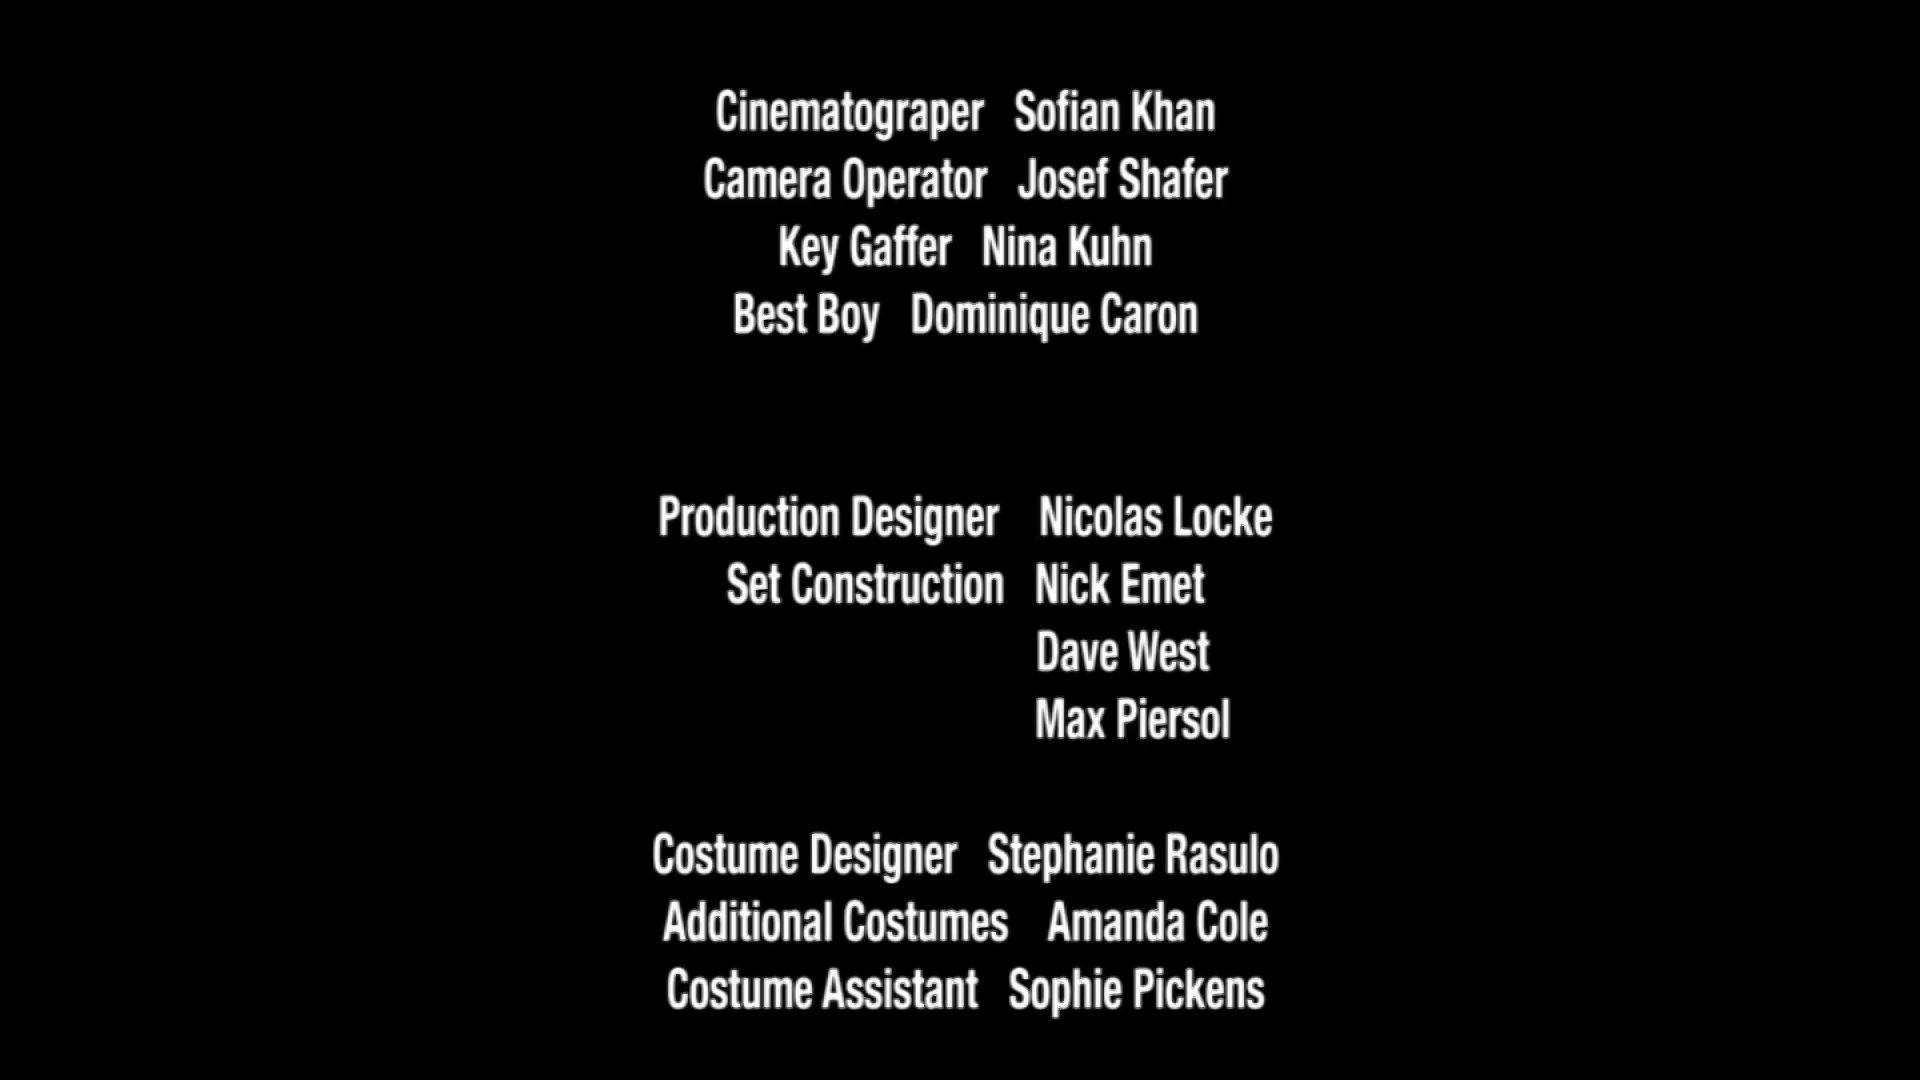 Cinematograper Sofian Khan
Camera Operator Josef Shafer
Key Gaffer Nina Kuhn
Best Boy Dominique Caron
Production Designer Nicolas Locke
Set Construction Nick Emet
Dave West
Max Piersol
Costume Designer Stephanie Rasulo
Additional Costumes Amanda Cole
Costume Assistant Sophie Pickens